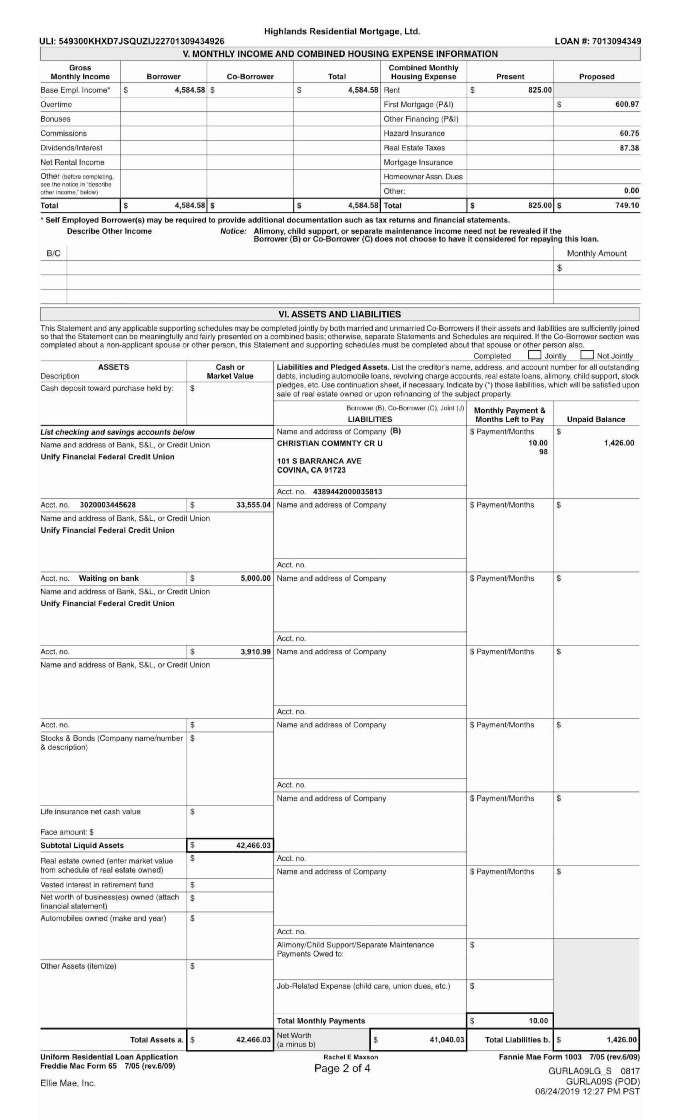 Highlands Residential Mortgage, Ltd.
ULI: 549300KHXD7JSQUZIJ22701309434926 LOAN #: 7013094349
V. MONTHLY INCOME AND COMBINED HOUSING EXPENSE INFORMATION
Gross Monthly Income Borrower Co-Borrower Total Combined Monthly Housing Expense Present Proposed
Base Empl. Income* $ 4,584.58 $ $ 4,584.58 Rent $ 825.00
Overtime First Mortgage (P&I) $ 600.97
Bonuses Other Financing (P&I)
Commissions Hazard Insurance 60.75
Dividends/Interest Real Estate Taxes 87.38
Net Rental Income Mortgage Insurance
Other (before completing, see the notice in "describe other income," below) Homeowner Assn. Dues
Other: 0.00
Total $ 4,584.58 $ $ 4,584.58 Total $ 825.00 $ 749.10
* Self Employed Borrower(s) may be required to provide additional documentation such as tax returns and financial statements.
Describe Other Income Notice: Alimony, child support, or separate maintenance income need not be revealed if the
Borrower (B) or Co-Borrower (C) does not choose to have it considered for repaying this loan.
B/C Monthly Amount
$
VI. ASSETS AND LIABILITIES
This Statement and any applicable supporting schedules may be completed jointly by both married and unmarried Co-Borrowers if their assets and liabilities are sufficiently joined
so that the Statement can be meaningfully and fairly presented on a combined basis; otherwise, separate Statements and Schedules are required. If the Co-Borrower section was
completed about a non-applicant spouse or other person, this Statement and supporting schedules must be completed about that spouse or other person also.
Completed Jointly Not Jointly
ASSETS
Description
Cash or Market Value
Cash deposit toward purchase held by: $
Liabilities and Pledged Assets. List the creditor's name, address, and account number for all outstanding
debts, including automobile loans, revolving charge accounts, real estate loans, alimony, child support, stock
pledges, etc. Use continuation sheet, if necessary. Indicate by (*) those liabilities, which will be satisfied upon
sale of real estate owned or upon refinancing of the subject property.
Borrower (B), Co-Borrower (C), Joint (J)
LIABILITIES
Monthly Payment & Months Left to Pay Unpaid Balance
List checking and savings accounts below Name and address of Company (B) $ Payment/Months $
Name and address of Bank, S&L, or Credit Union CHRISTIAN COMMNTY CR U 10.00 1,426.00
Unify Financial Federal Credit Union 98
101 S BARRANCA AVE
COVINA, CA 91723
Acct. no. 4389442000035813
Acct. no. 3020003445628 $ 33,555.04 Name and address of Company $ Payment/Months $
Name and address of Bank, S&L, or Credit Union
Unify Financial Federal Credit Union
Acct. no.
Acct. no. Waiting on bank $ 5,000.00 Name and address of Company $ Payment/Months $
Name and address of Bank, S&L, or Credit Union
Unify Financial Federal Credit Union
Acct. no.
Acct. no. $ 3,910.99 Name and address of Company $ Payment/Months $
Name and address of Bank, S&L, or Credit Union
Acct. no.
Acct. no. $ Name and address of Company $ Payment/Months $
Stocks & Bonds (Company name/number & description) $
Acct. no.
Name and address of Company $ Payment/Months $
Life insurance net cash value $
Face amount: $
Subtotal Liquid Assets $ 42,466.03
Acct. no.
Real estate owned (enter market value from schedule of real estate owned) $
Name and address of Company $ Payment/Months $
Vested interest in retirement fund $
Net worth of business(es) owned (attach financial statement) $
Automobiles owned (make and year) $
Acct. no.
Alimony/Child Support/Separate Maintenance Payments Owed to: $
Other Assets (itemize) $
Job-Related Expense (child care, union dues, etc.) $
Total Monthly Payments $ 10.00
Total Assets a. $ 42,466.03 Net Worth (a minus b) $ 41,040.03 Total Liabilities b. $ 1,426.00
Uniform Residential Loan Application Rachel E Maxson Fannie Mae Form 1003 7/05 (rev.6/09)
Freddie Mac Form 65 7/05 (rev.6/09) Page 2 of 4
GURLA09LG_S 0817
Ellie Mae, Inc. GURLA09S (POD)
06/24/2019 12:27 PM PST